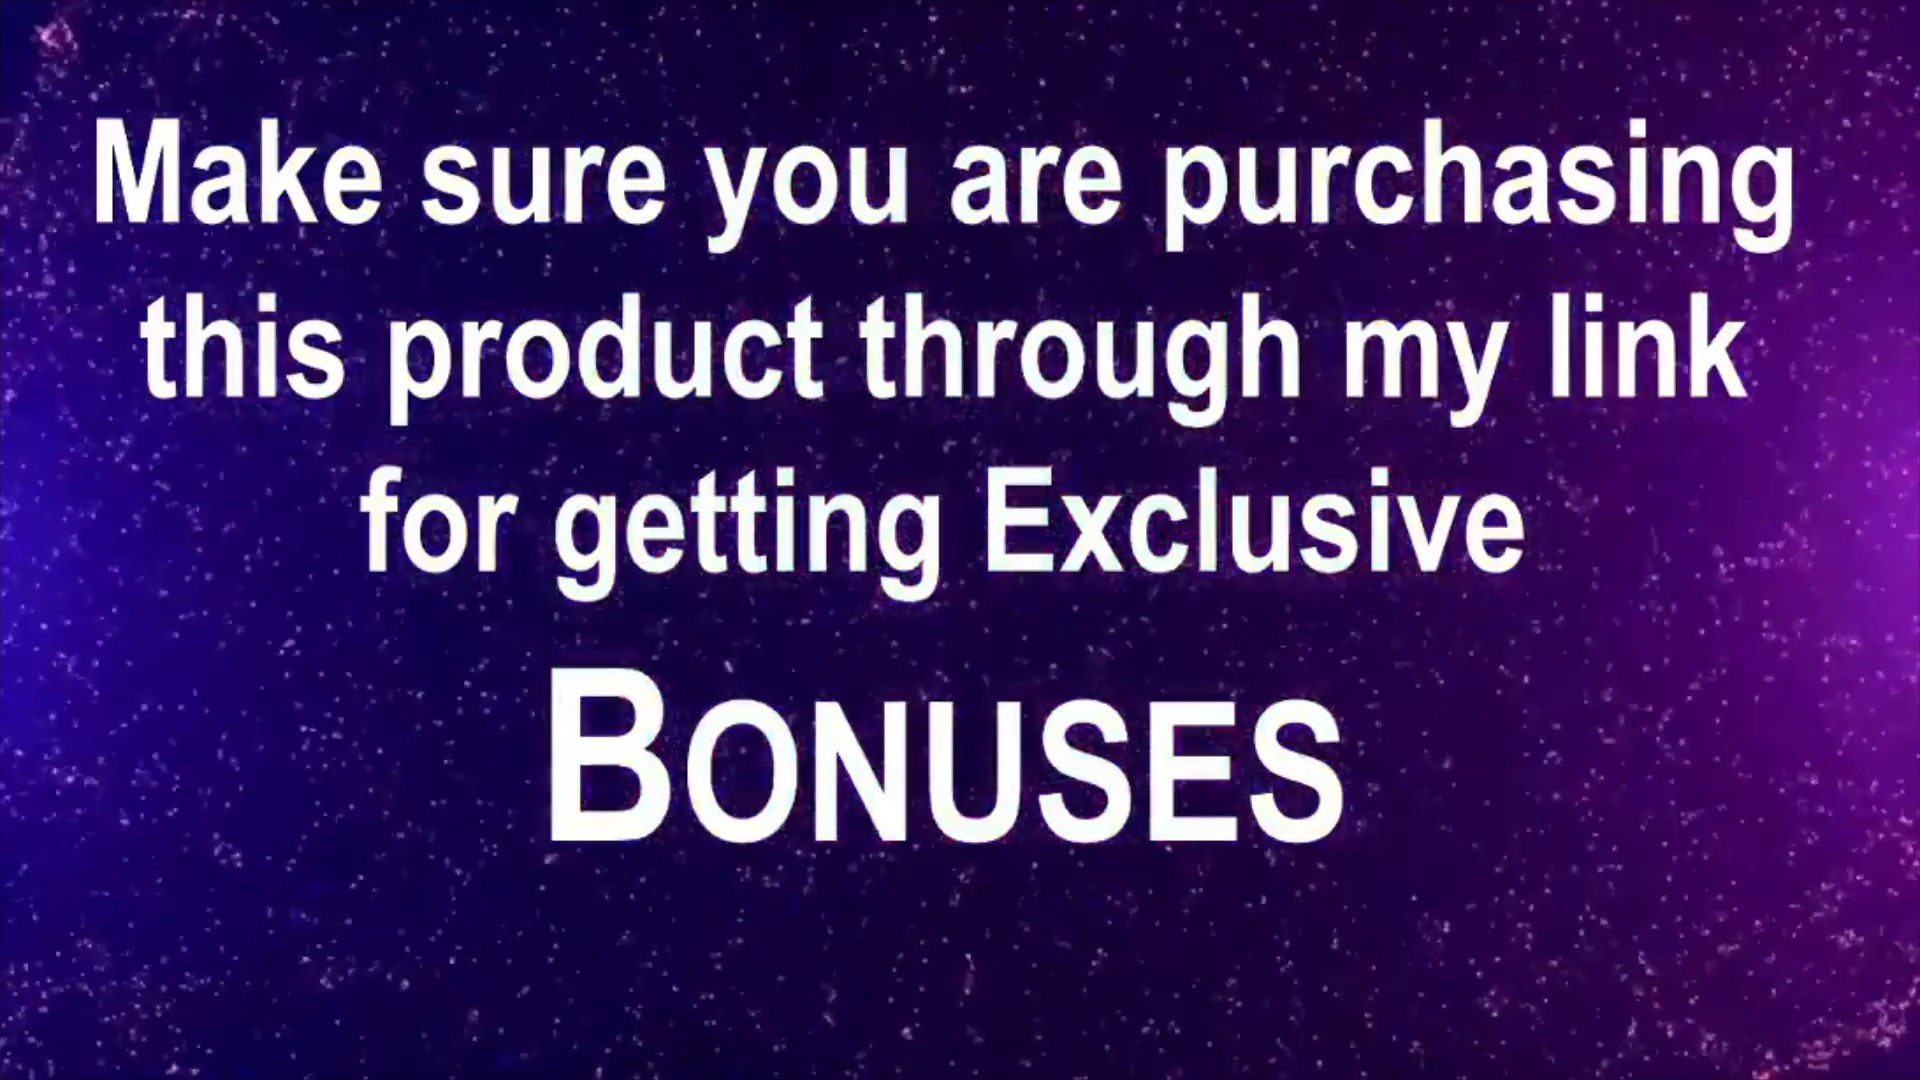 Make sure you are purchasing
this product through my link
for getting Exclusive
BONUSES